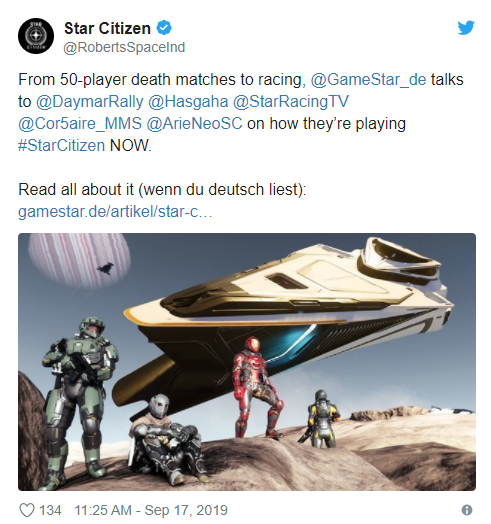 Star Citizen
@RobertsSpaceInd
From 50-player death matches to racing, @GameStar_de talks
to @DaymarRally @Hasgaha @StarRacingTV
@Cor5aire_MMS @ArieNeoSC on how they're playing
#StarCitizen NOW.
Read all about it (wenn du deutsch liest):
gamestar.de/artikel/star-c…
134 11:25 AM - Sep 17, 2019